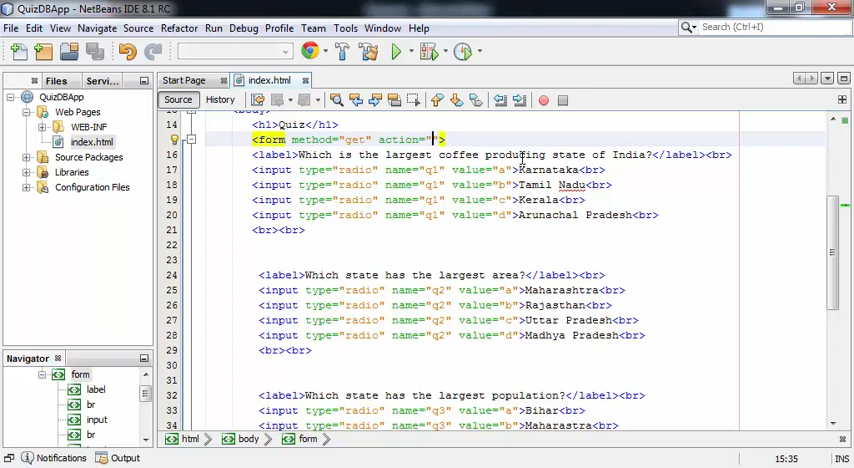 QuizDBApp - NetBeans IDE 8.1 RC
File Edit View Navigate Source Refactor Run Debug Profile Team Tools Window Help
Search (Ctrl+I)
Files Servi...
Start Page index.html
QuizDBApp
Web Pages
WEB-INF
index.html
Source Packages
Libraries
Configuration Files
Source History
<body>
14 <h1>Quiz</h1>
<form method="get" action="">
16 <label>Which is the largest coffee producing state of India?</label><br>
17 <input type="radio" name="q1" value="a">Karnataka<br>
18 <input type="radio" name="q1" value="b">Tamil Nadu<br>
19 <input type="radio" name="q1" value="c">Kerala<br>
20 <input type="radio" name="q1" value="d">Arunachal Pradesh<br>
21 <br><br>
22
23
24 <label>Which state has the largest area?</label><br>
25 <input type="radio" name="q2" value="a">Maharashtra<br>
26 <input type="radio" name="q2" value="b">Rajasthan<br>
27 <input type="radio" name="q2" value="c">Uttar Pradesh<br>
28 <input type="radio" name="q2" value="d">Madhya Pradesh<br>
29 <br><br>
30
31
32 <label>Which state has the largest population?</label><br>
33 <input type="radio" name="q3" value="a">Bihar<br>
34 <input type="radio" name="q3" value="b">Maharastra<br>
Navigator
form
label
br
input
br
html body form
Notifications Output
15:35 INS